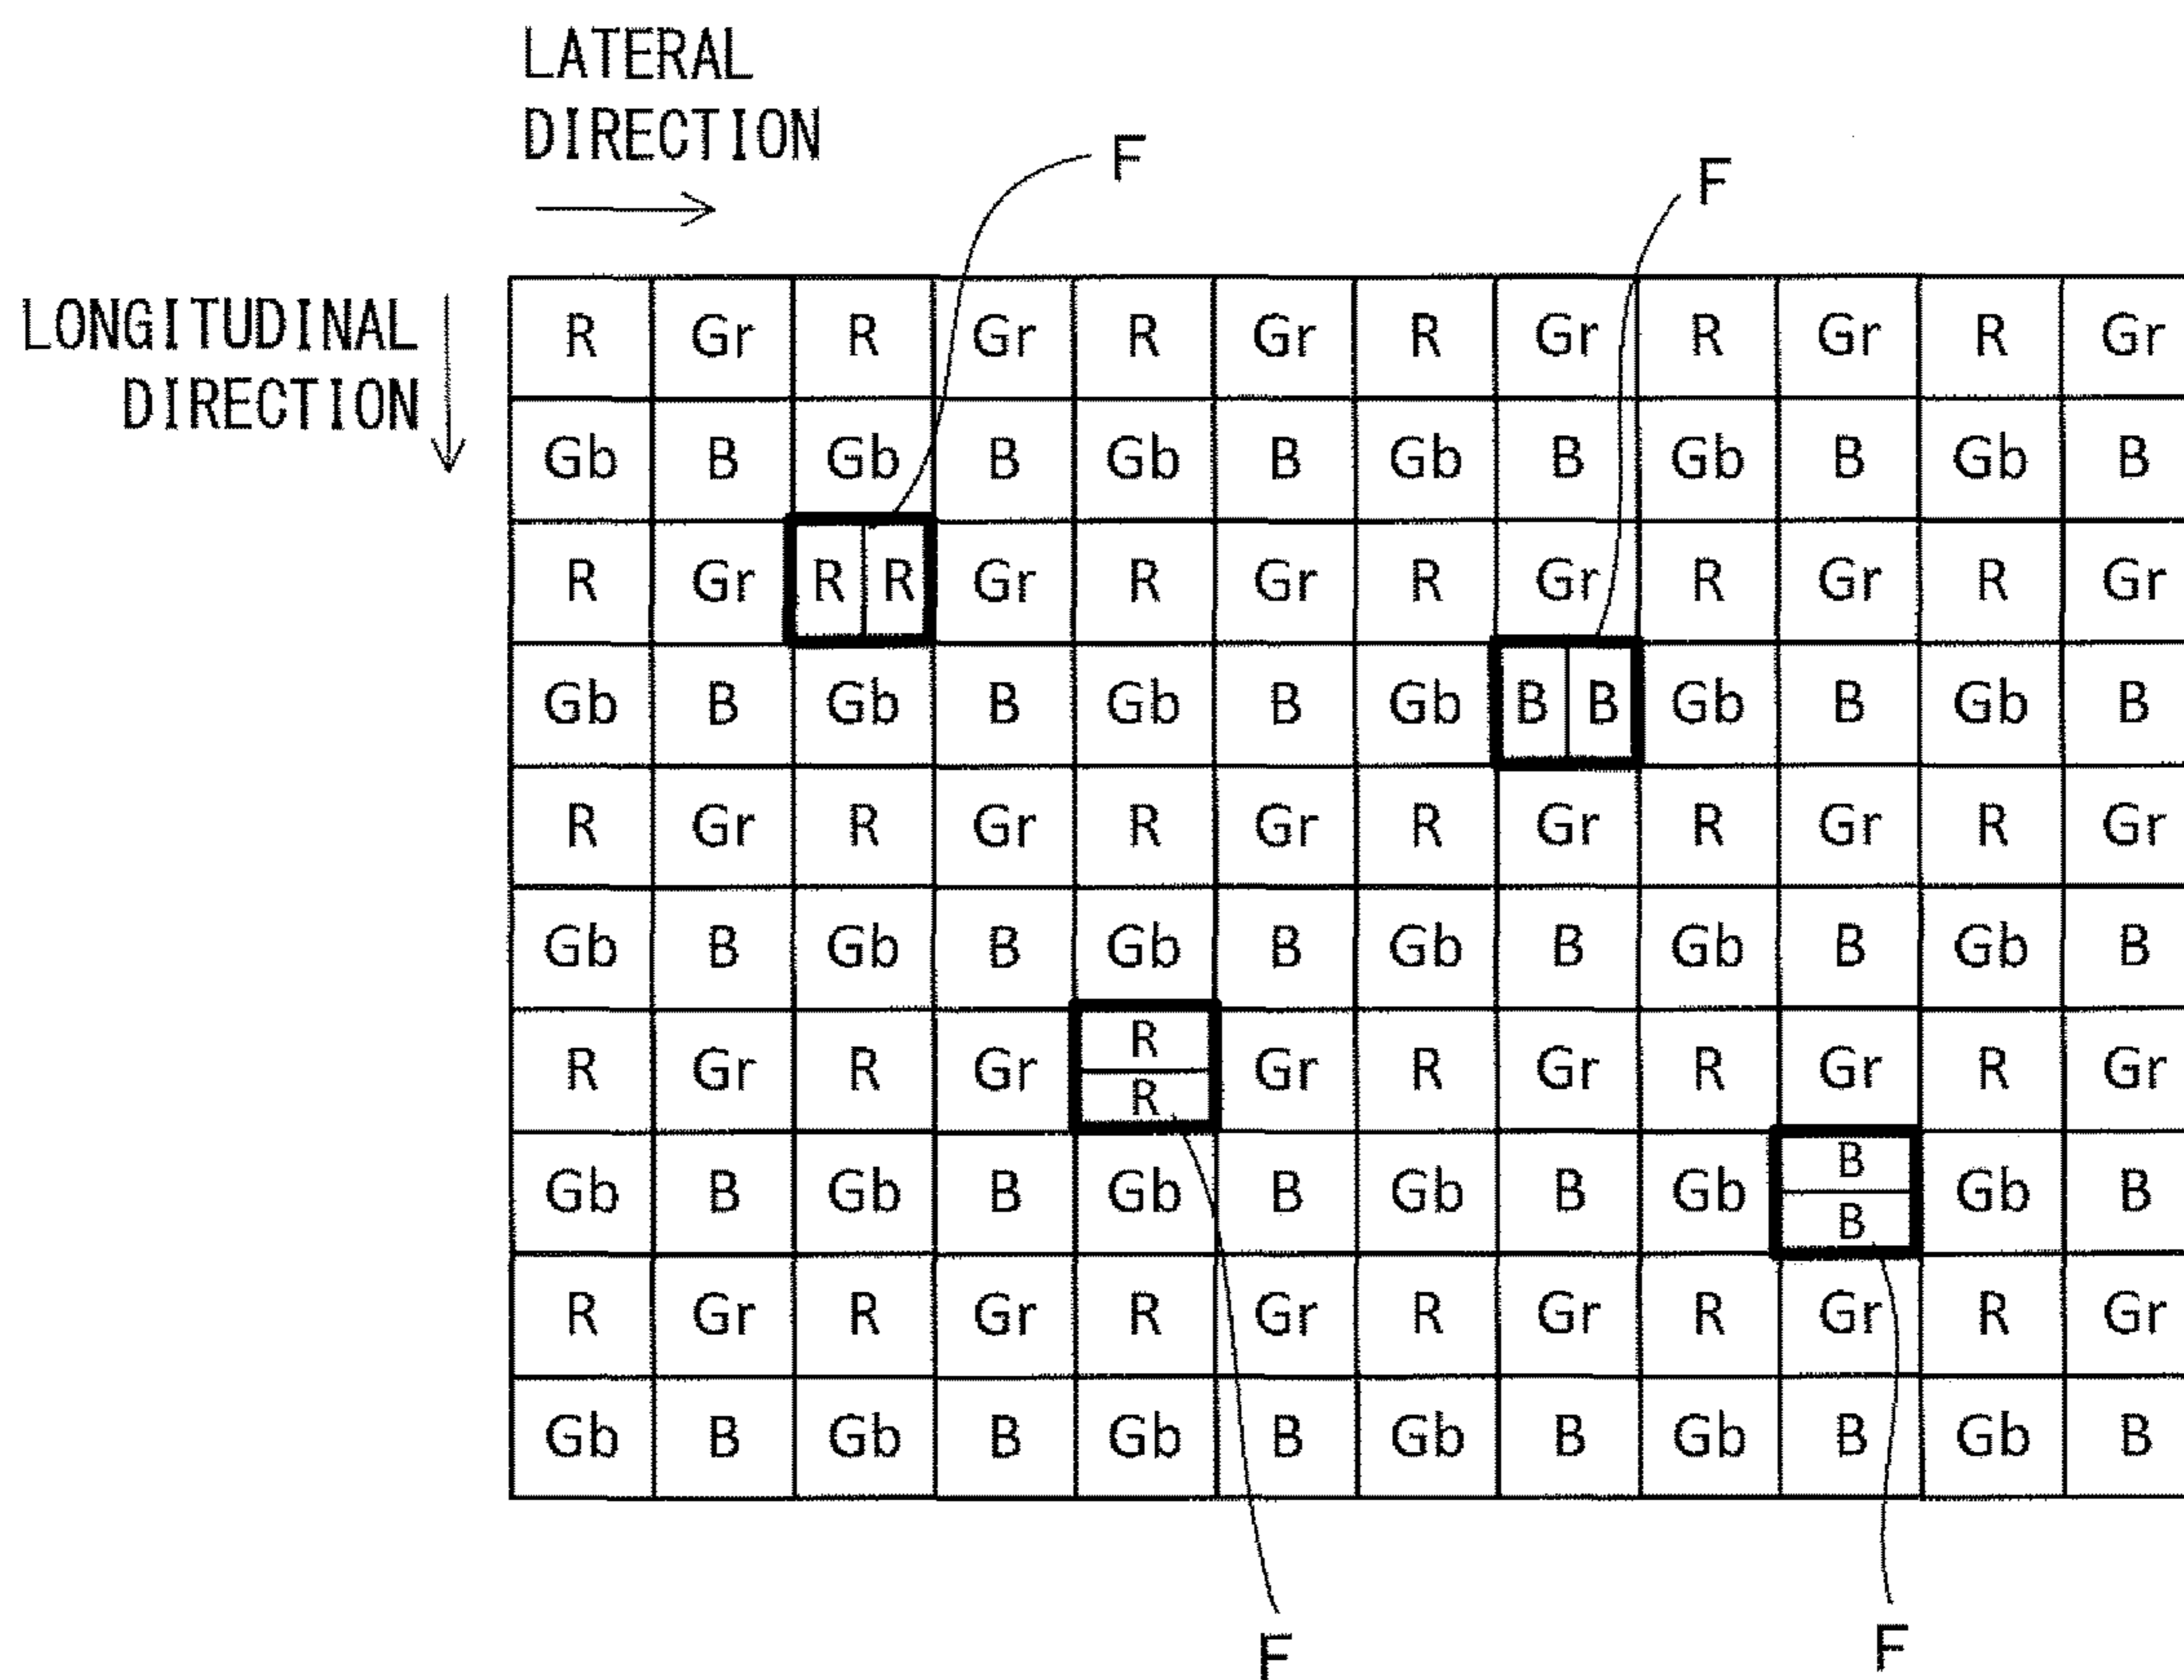 LATERAL
DIRECTION
F
F
LONGITUDINAL
DIRECTION
R Gr R Gr R Gr R Gr R Gr R Gr
Gb B Gb B Gb B Gb B Gb B Gb B
R Gr R R Gr R Gr R Gr R Gr R Gr
Gb B Gb B Gb B Gb B B Gb B Gb B
R Gr R Gr R Gr R Gr R Gr R Gr
Gb B Gb B Gb B Gb B Gb B Gb B
R Gr R Gr R R Gr R Gr R Gr R Gr
Gb B Gb B Gb B Gb B Gb B B Gb B
R Gr R Gr R Gr R Gr R Gr R Gr
Gb B Gb B Gb B Gb B Gb B Gb B
F
F